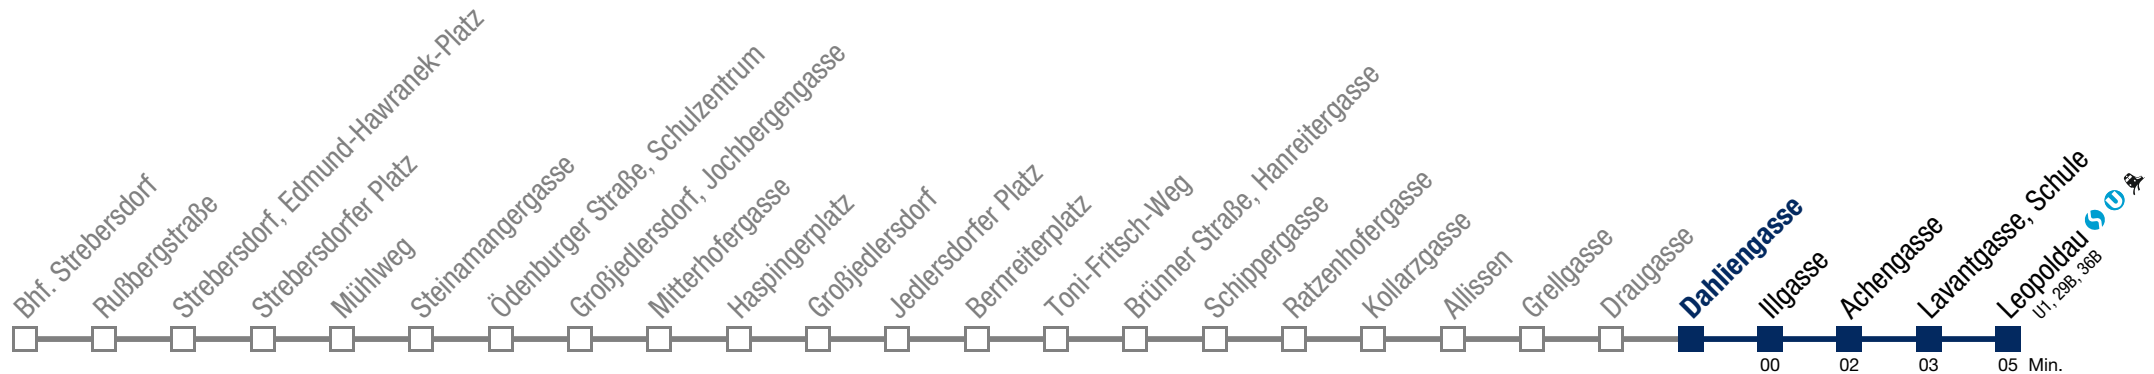 Bhf. Strebersdorf
Rußbergstraße
Strebersdorf, Edmund-Hawranek-Platz
Strebersdorfer Platz
Mühlweg
Steinamangergasse
Ödenburger Straße, Schulzentrum
Großjedlersdorf, Jochbergengasse
Mitterhofergasse
Haspingerplatz
Großjedlersdorf
Jedlersdorfer Platz
Bernreiterplatz
Toni-Fritsch-Weg
Brünner Straße, Hanreitergasse
Schippergasse
Ratzenhofergasse
Kollarzgasse
Allissen
Grellgasse
Draugasse
Dahliengasse
Illgasse
Achengasse
Lavantgasse, Schule
Leopoldau S U
U1, 29B, 36B
00 02 03 05 Min.